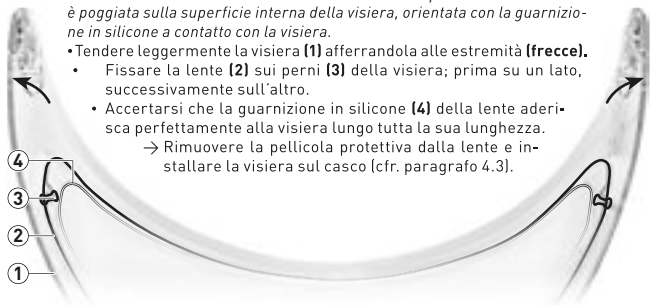 è poggiata sulla superficie interna della visiera, orientata con la guarnizio-
ne in silicone a contatto con la visiera.
•Tendere leggermente la visiera (1) afferrandola alle estremità (frecce).
• Fissare la lente (2) sui perni (3) della visiera; prima su un lato,
successivamente sull'altro.
• Accertarsi che la guarnizione in silicone (4) della lente aderi-
sca perfettamente alla visiera lungo tutta la sua lunghezza.
→ Rimuovere la pellicola protettiva dalla lente e in-
stallare la visiera sul casco (cfr. paragrafo 4.3).
4
3
2
1